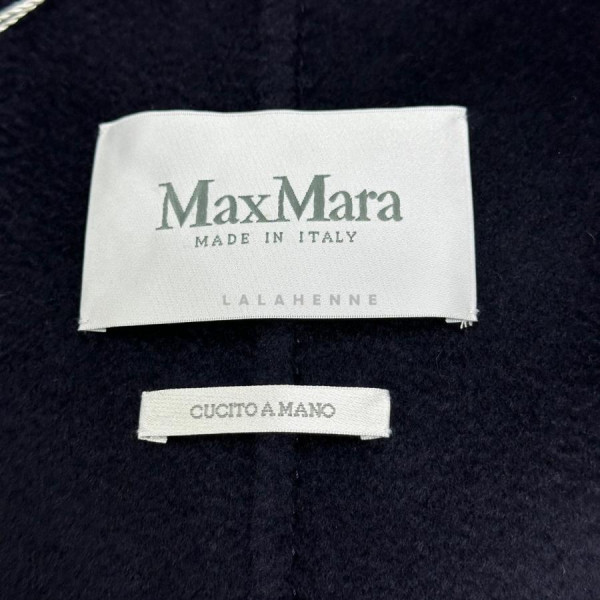 MaxMara
MADE IN ITALY
LALAHENNE
CUCITO A MANO